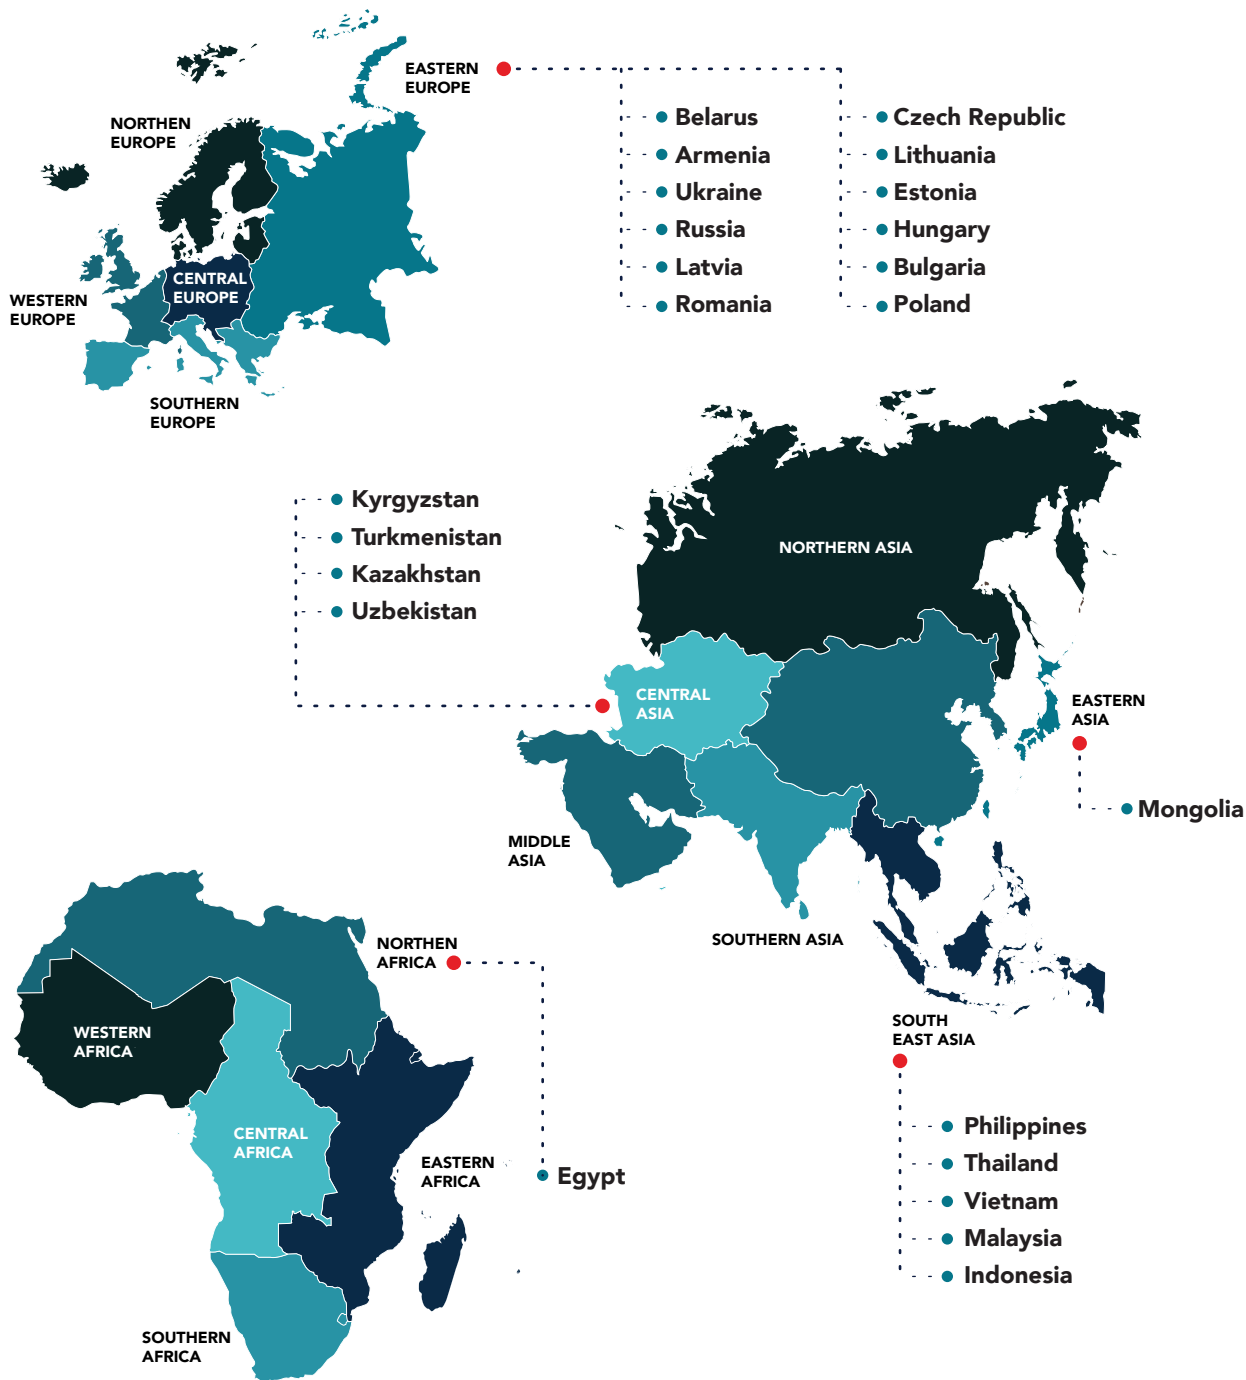 EASTERN
EUROPE
NORTHEN
EUROPE
CENTRAL
EUROPE
WESTERN
EUROPE
SOUTHERN
EUROPE
Belarus
Armenia
Ukraine
Russia
Latvia
Romania
Czech Republic
Lithuania
Estonia
Hungary
Bulgaria
Poland
Kyrgyzstan
Turkmenistan
Kazakhstan
Uzbekistan
NORTHERN ASIA
CENTRAL
ASIA
EASTERN
ASIA
Mongolia
MIDDLE
ASIA
SOUTHERN ASIA
SOUTH
EAST ASIA
Philippines
Thailand
Vietnam
Malaysia
Indonesia
NORTHEN
AFRICA
Egypt
WESTERN
AFRICA
CENTRAL
AFRICA
EASTERN
AFRICA
SOUTHERN
AFRICA